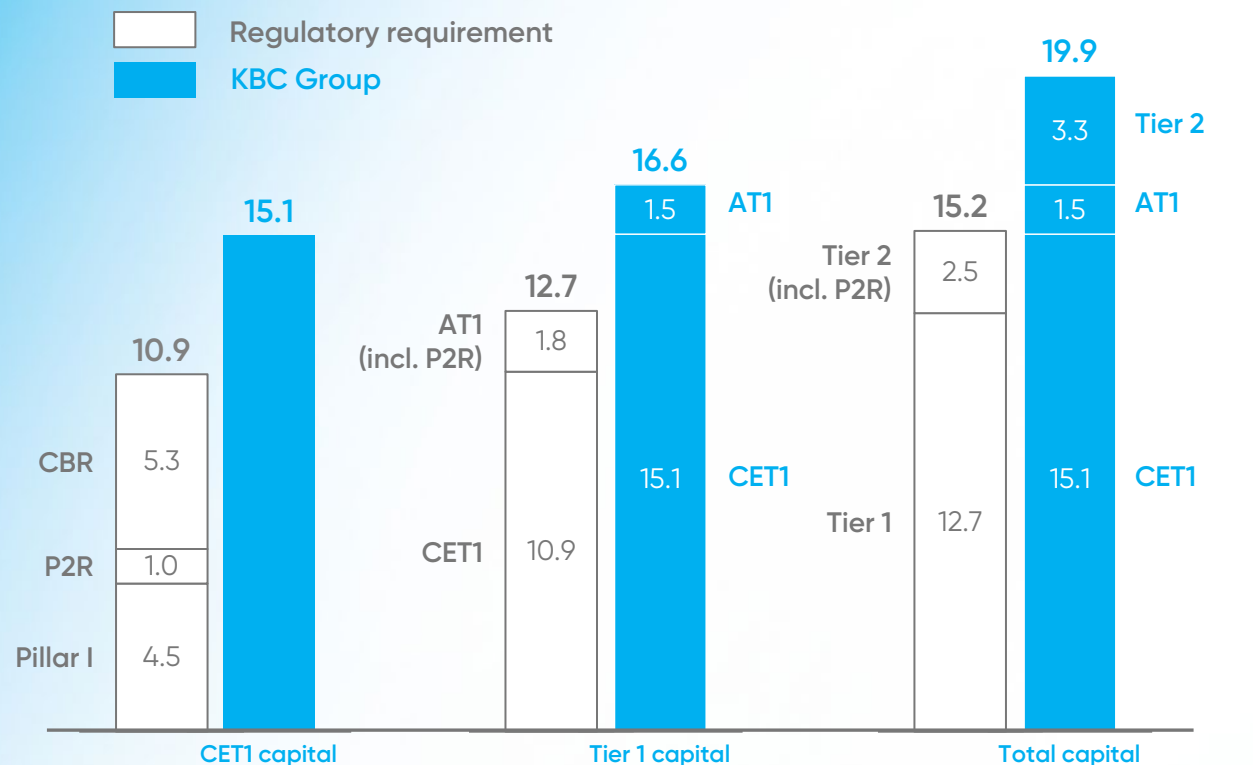 Regulatory requirement
KBC Group
10.9
CBR
5.3
P2R
1.0
Pillar I
4.5
15.1
CET1 capital
12.7
AT1
(incl. P2R)
1.8
CET1
10.9
16.6
1.5
AT1
15.1
CET1
Tier 1 capital
15.2
Tier 2
(incl. P2R)
2.5
Tier 1
12.7
19.9
3.3
Tier 2
1.5
AT1
15.1
CET1
Total capital